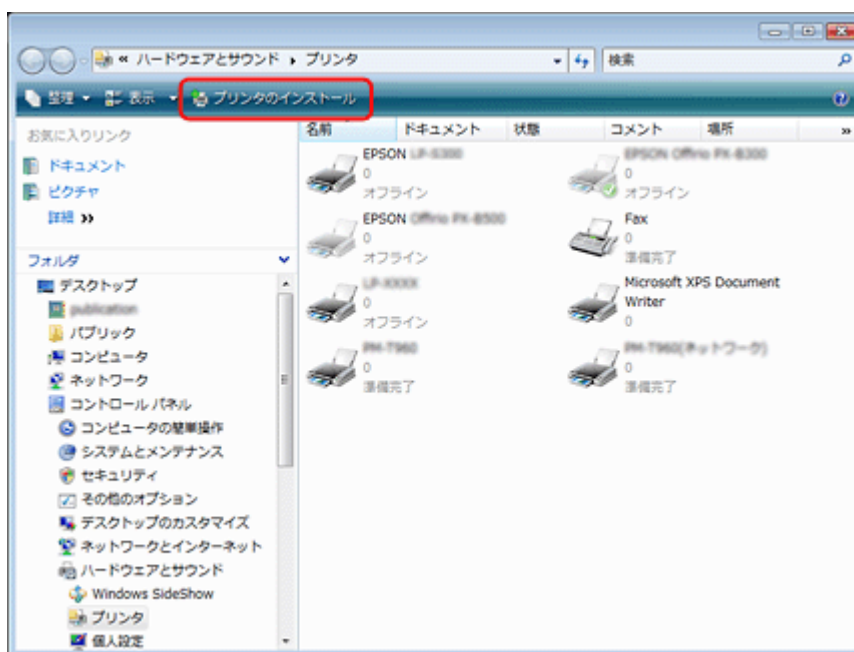 « ハードウェアとサウンド ▸ プリンタ
検索
整理 表示 プリンタのインストール
お気に入りリンク
ドキュメント
ピクチャ
詳細 »
フォルダ
デスクトップ
パブリック
コンピュータ
ネットワーク
コントロール パネル
コンピュータの簡単操作
システムとメンテナンス
セキュリティ
その他のオプション
デスクトップのカスタマイズ
ネットワークとインターネット
ハードウェアとサウンド
Windows SideShow
プリンタ
個人設定
名前 ドキュメント 状態 コメント 場所 »
EPSON
0
オフライン
0
オフライン
EPSON
0
オフライン
Fax
0
準備完了
0
オフライン
Microsoft XPS Document
Writer
0
0
準備完了
0
準備完了